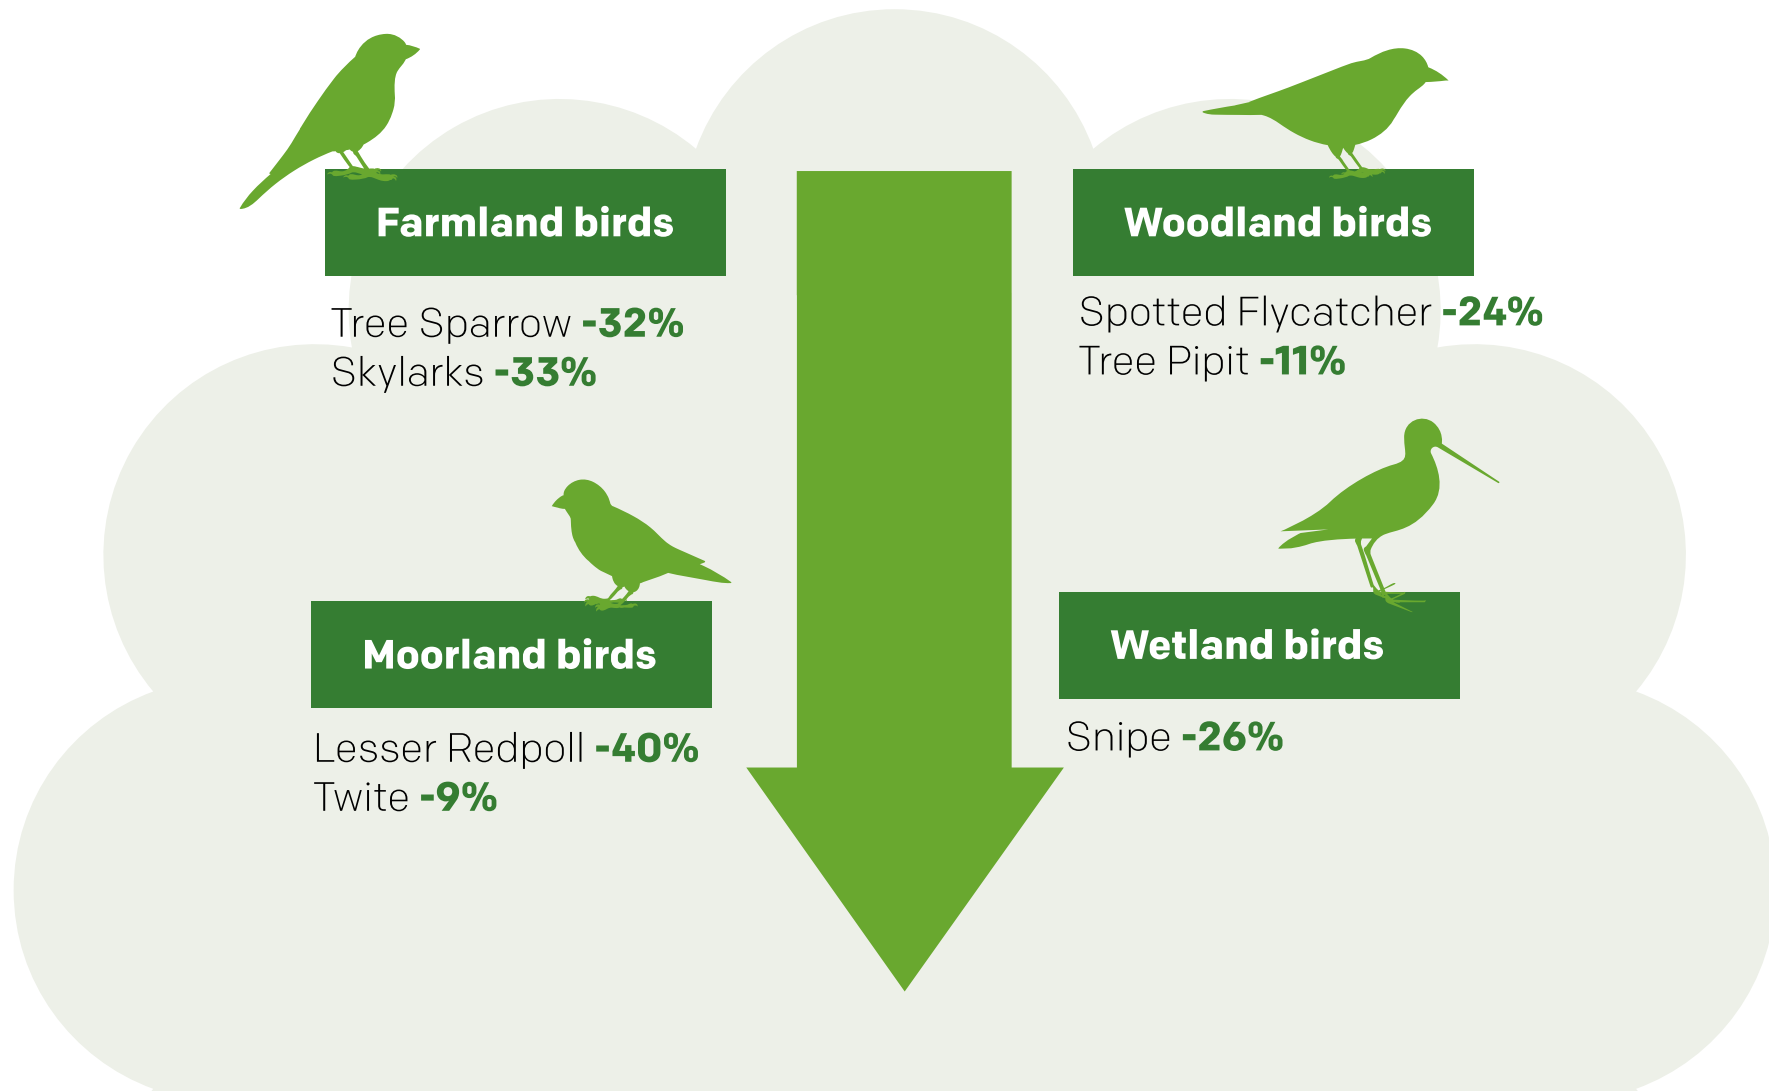 Farmland birds
Tree Sparrow -32%
Skylarks -33%
Woodland birds
Spotted Flycatcher -24%
Tree Pipit -11%
Moorland birds
Lesser Redpoll -40%
Twite -9%
Wetland birds
Snipe -26%